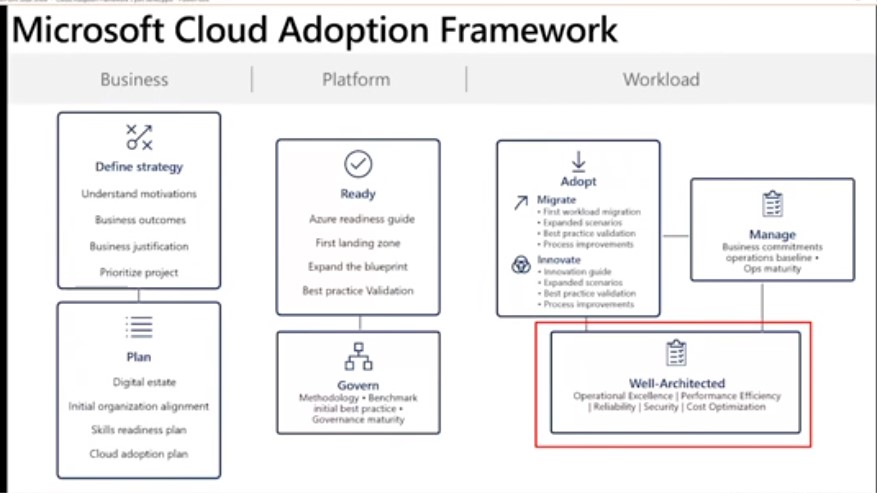 Microsoft Cloud Adoption Framework
Business
Platform
Workload
Define strategy
Understand motivations
Business outcomes
Business justification
Prioritize project
Plan
Digital estate
Initial organization alignment
Skills readiness plan
Cloud adoption plan
Ready
Azure readiness guide
First landing zone
Expand the blueprint
Best practice Validation
Govern
Methodology • Benchmark
initial best practice •
Governance maturity
Adopt
Migrate
• First workload migration
• Expanded scenarios
• Best practice validation
• Process improvements
Innovate
• Innovation guide
• Expanded scenarios
• Best practice validation
• Process improvements
Manage
Business commitments
operations baseline •
Ops maturity
Well-Architected
Operational Excellence | Performance Efficiency
| Reliability | Security | Cost Optimization